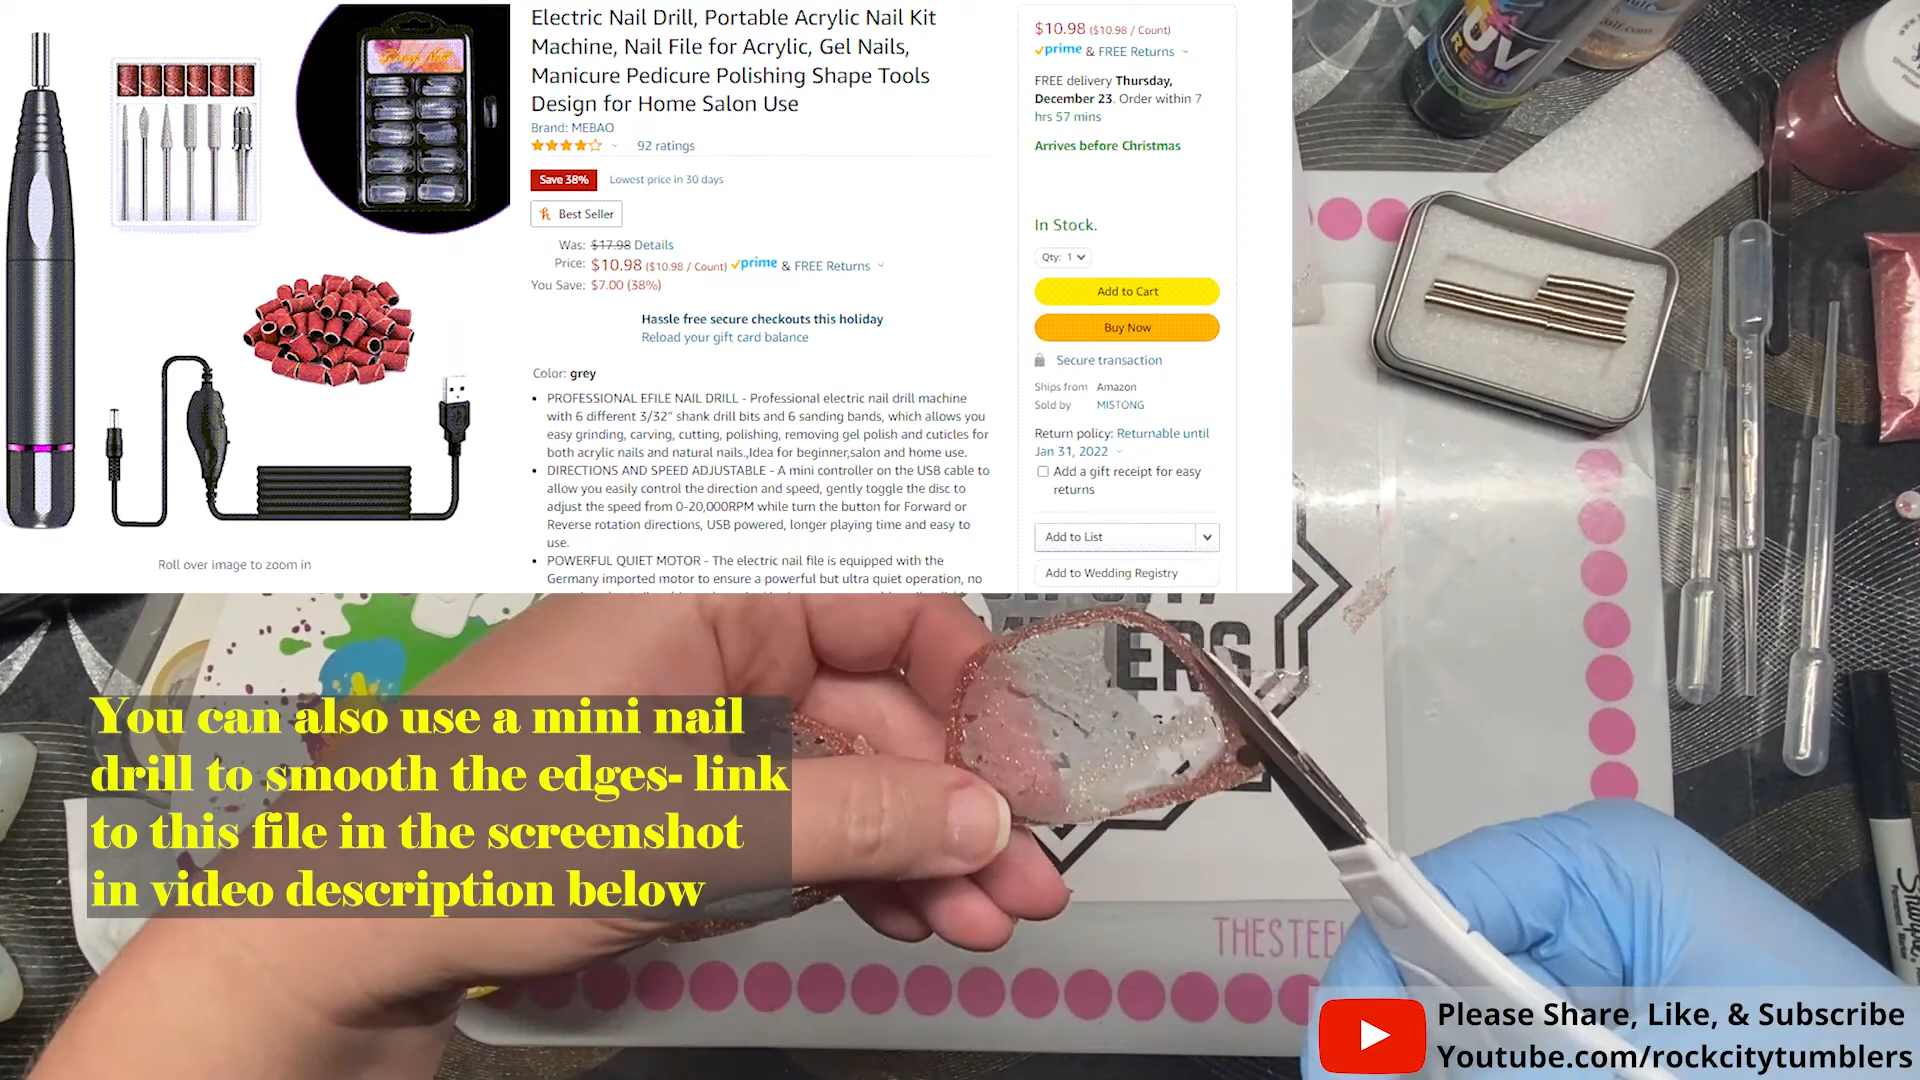 Electric Nail Drill, Portable Acrylic Nail Kit
Machine, Nail File for Acrylic, Gel Nails,
Manicure Pedicure Polishing Shape Tools
Design for Home Salon Use
Brand: MEBAO
92 ratings
Save 38% Lowest price in 30 days
Best Seller
Was: $17.98 Details
Price: $10.98 ($10.98 / Count) prime & FREE Returns
You Save: $7.00 (38%)
Hassle free secure checkouts this holiday
Reload your gift card balance
Color: grey
• PROFESSIONAL EFILE NAIL DRILL - Professional electric nail drill machine
with 6 different 3/32" shank drill bits and 6 sanding bands, which allows you
easy grinding, carving, cutting, polishing, removing gel polish and cuticles for
both acrylic nails and natural nails.,Idea for beginner,salon and home use.
• DIRECTIONS AND SPEED ADJUSTABLE - A mini controller on the USB cable to
allow you easily control the direction and speed, gently toggle the disc to
adjust the speed from 0-20,000RPM while turn the button for Forward or
Reverse rotation directions, USB powered, longer playing time and easy to
use.
• POWERFUL QUIET MOTOR - The electric nail file is equipped with the
Germany imported motor to ensure a powerful but ultra quiet operation, no
Roll over image to zoom in
$10.98 ($10.98 / Count)
prime & FREE Returns
FREE delivery Thursday,
December 23. Order within 7
hrs 57 mins
Arrives before Christmas
In Stock.
Qty: 1
Add to Cart
Buy Now
Secure transaction
Ships from Amazon
Sold by MISTONG
Return policy: Returnable until
Jan 31, 2022
Add a gift receipt for easy
returns
Add to List
Add to Wedding Registry
UV
RESIN
ERS
You can also use a mini nail
drill to smooth the edges- link
to this file in the screenshot
in video description below
THESTEEL
Sharpie
Please Share, Like, & Subscribe
Youtube.com/rockcitytumblers